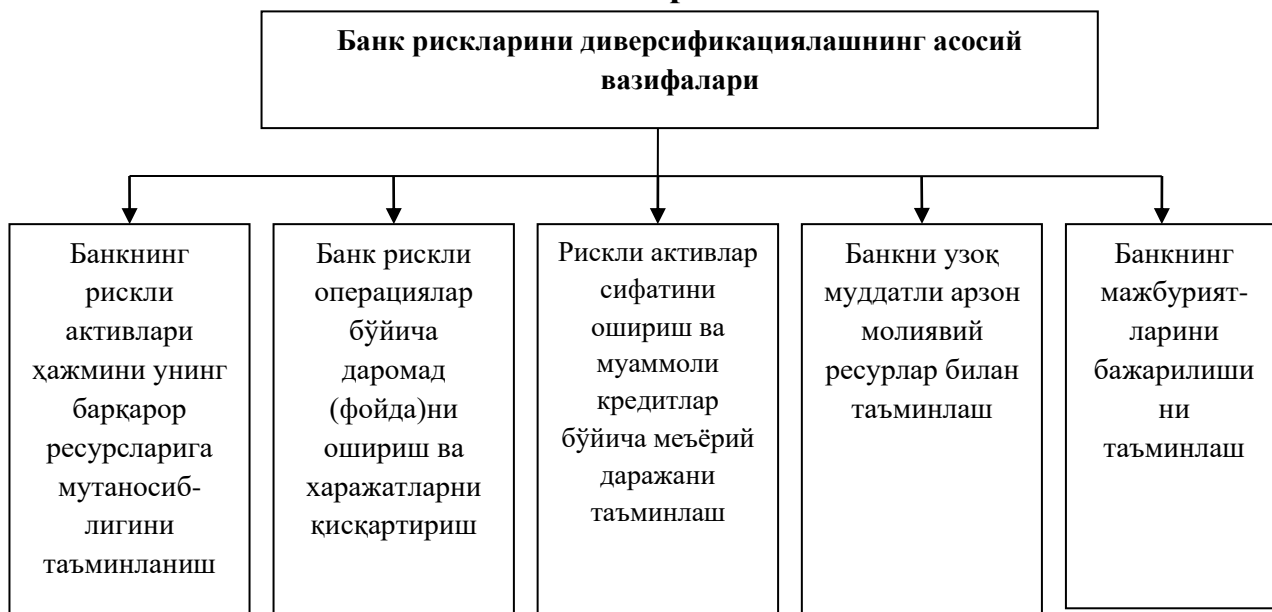 Банк рискларини диверсификациялашнинг асосий
вазифалари
Банкнинг
рискли
активлари
ҳажмини унинг
барқарор
ресурсларига
мутаносиб-
лигини
таъминланиш
Банк рискли
операциялар
бўйича
даромад
(фойда)ни
ошириш ва
харажатларни
қисқартириш
Рискли активлар
сифатини
ошириш ва
муаммоли
кредитлар
бўйича меъёрий
даражани
таъминлаш
Банкни узоқ
муддатли арзон
молиявий
ресурлар билан
таъминлаш
Банкнинг
мажбурият-
ларини
бажарилиши
ни
таъминлаш